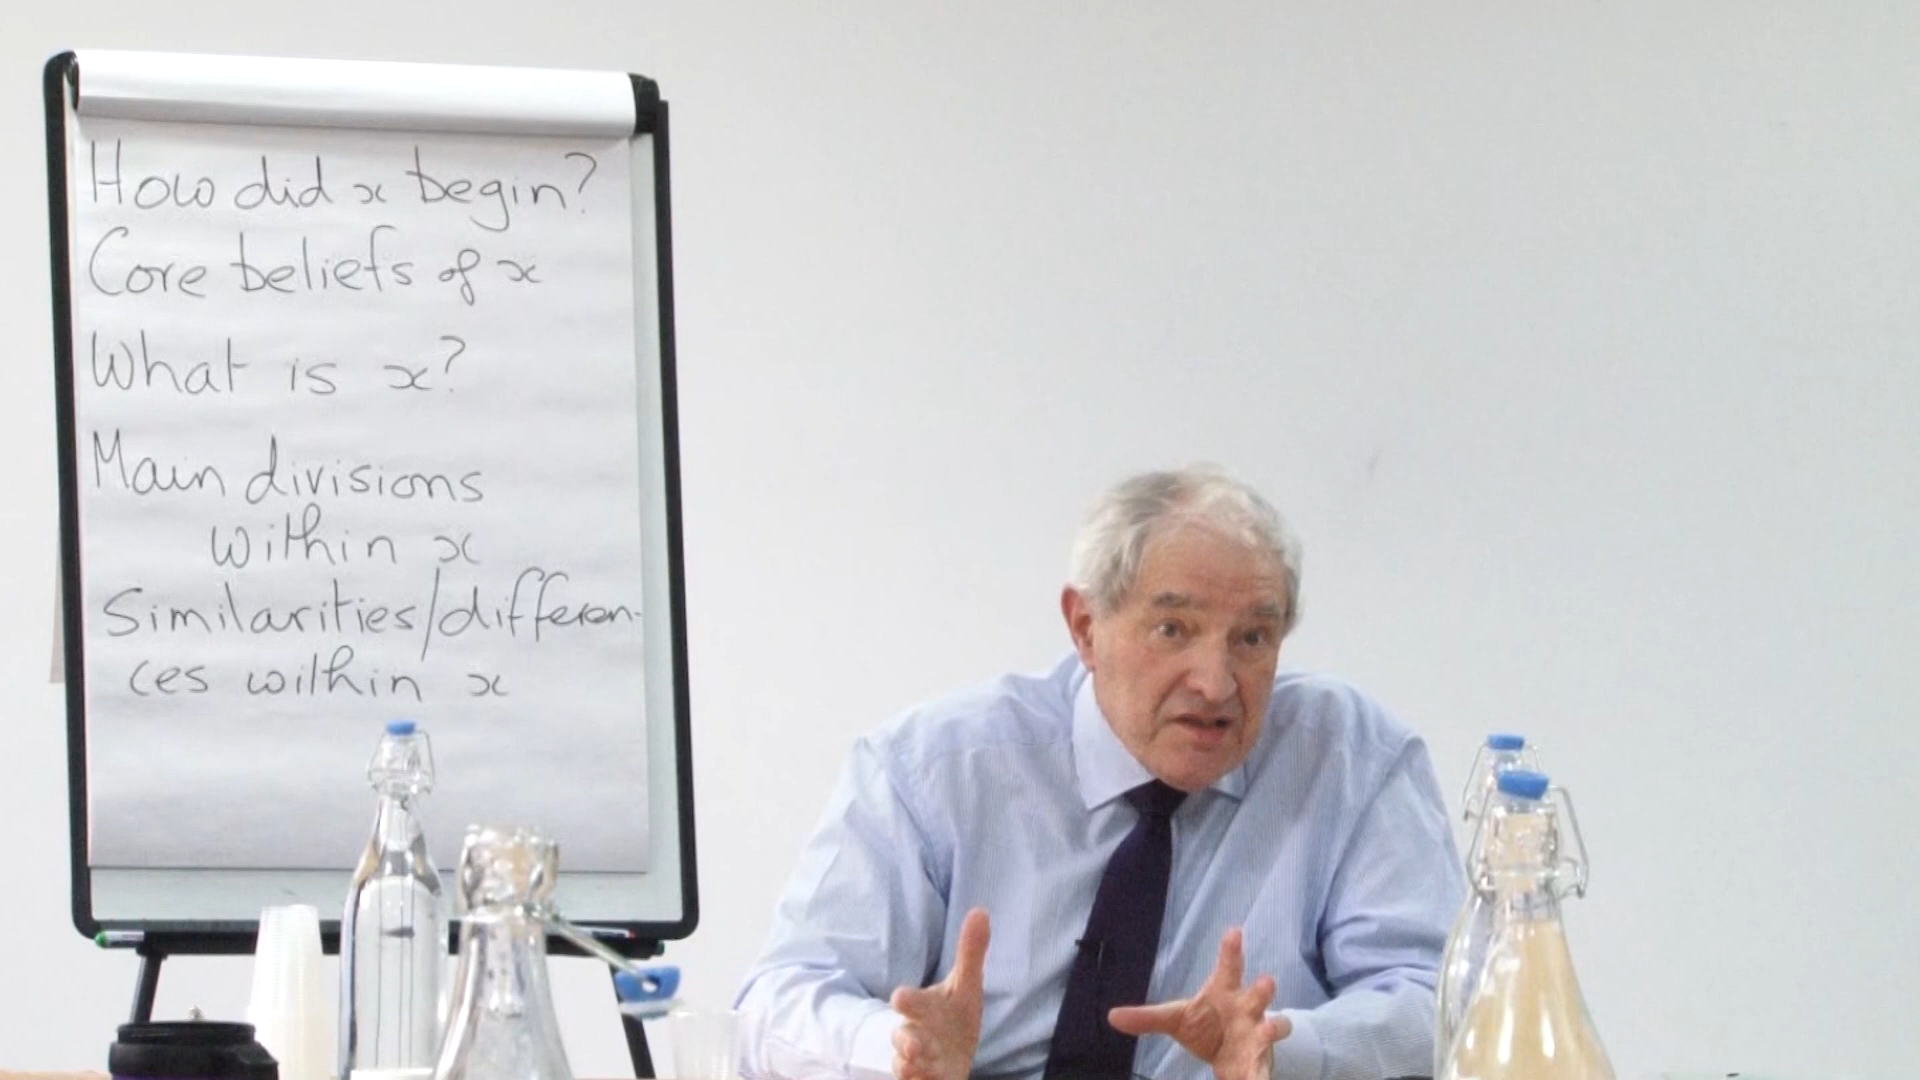 How did x begin?
Core beliefs of x
What is x?
Main divisions
within x
Similarities/differen-
ces within x